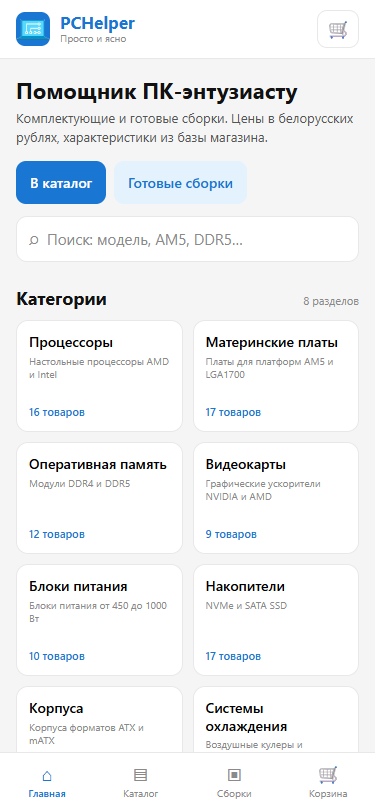 PCHelper
Просто и ясно
Помощник ПК-энтузиасту
Комплектующие и готовые сборки. Цены в белорусских
рублях, характеристики из базы магазина.
В каталог
Готовые сборки
Поиск: модель, AM5, DDR5…
Категории
8 разделов
Процессоры
Настольные процессоры AMD
и Intel
16 товаров
Материнские платы
Платы для платформ AM5 и
LGA1700
17 товаров
Оперативная память
Модули DDR4 и DDR5
12 товаров
Видеокарты
Графические ускорители
NVIDIA и AMD
9 товаров
Блоки питания
Блоки питания от 450 до 1000
Вт
10 товаров
Накопители
NVMe и SATA SSD
17 товаров
Корпуса
Корпуса форматов ATX и
mATX
Системы
охлаждения
Воздушные кулеры и
Главная
Каталог
Сборки
Корзина